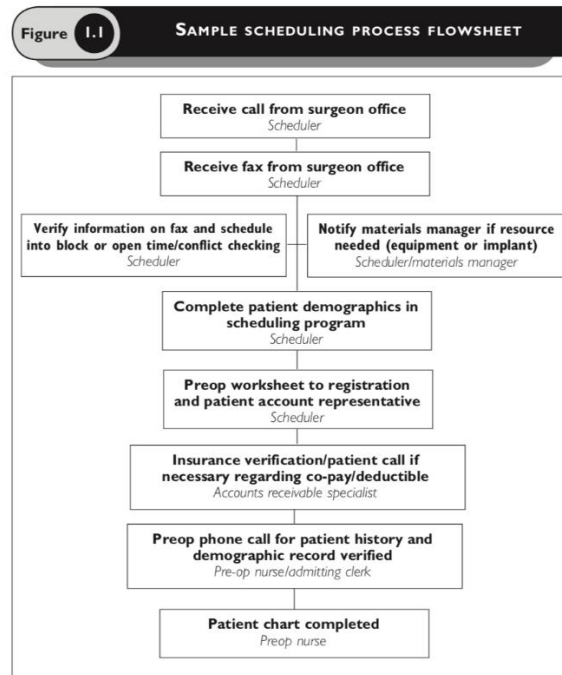 Figure 1.1
SAMPLE SCHEDULING PROCESS FLOWSHEET
Receive call from surgeon office
Scheduler
Receive fax from surgeon office
Scheduler
Verify information on fax and schedule
into block or open time/conflict checking
Scheduler
Notify materials manager if resource
needed (equipment or implant)
Scheduler/materials manager
Complete patient demographics in
scheduling program
Scheduler
Preop worksheet to registration
and patient account representative
Scheduler
Insurance verification/patient call if
necessary regarding co-pay/deductible
Accounts receivable specialist
Preop phone call for patient history and
demographic record verified
Pre-op nurse/admitting clerk
Patient chart completed
Preop nurse